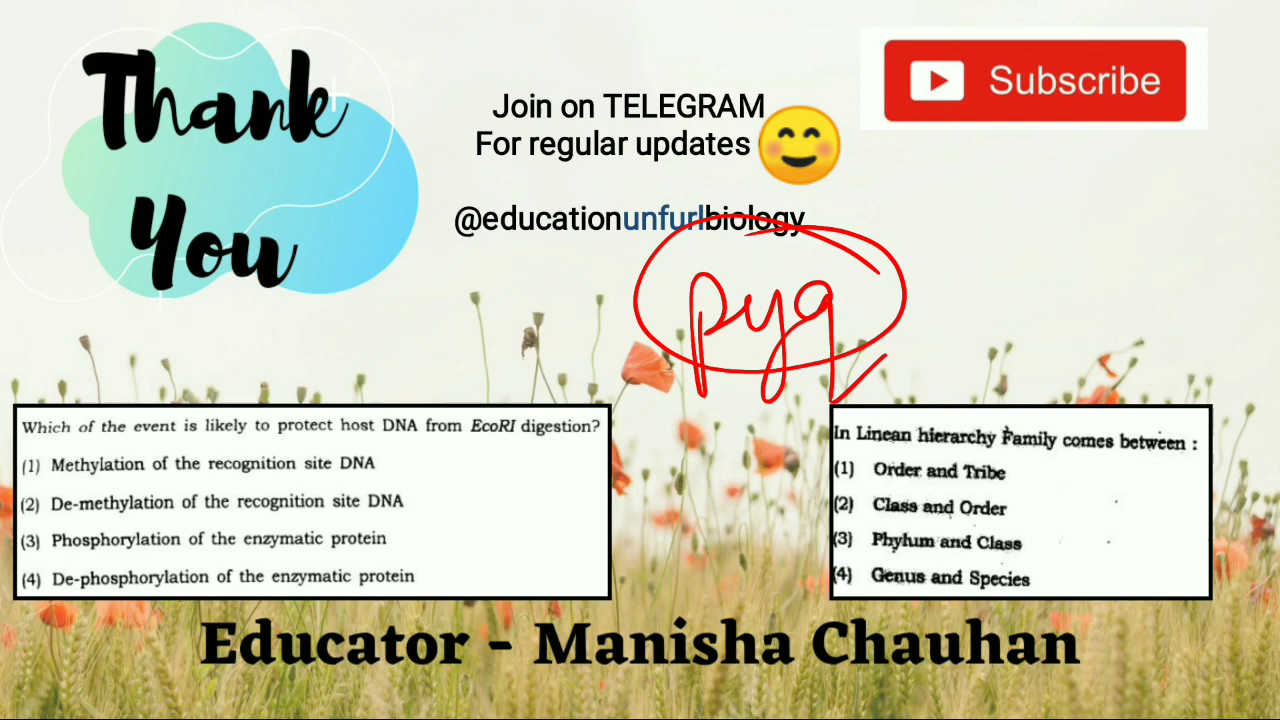 Thank
You
Join on TELEGRAM
For regular updates
@educationunfurlbiology
Subscribe
pyq
Which of the event is likely to protect host DNA from EcoRI digestion?
(1) Methylation of the recognition site DNA
(2) De-methylation of the recognition site DNA
(3) Phosphorylation of the enzymatic protein
(4) De-phosphorylation of the enzymatic protein
In Linean hierarchy Family comes between :
(1) Order and Tribe
(2) Class and Order
(3) Phylum and Class
(4) Genus and Species
Educator - Manisha Chauhan